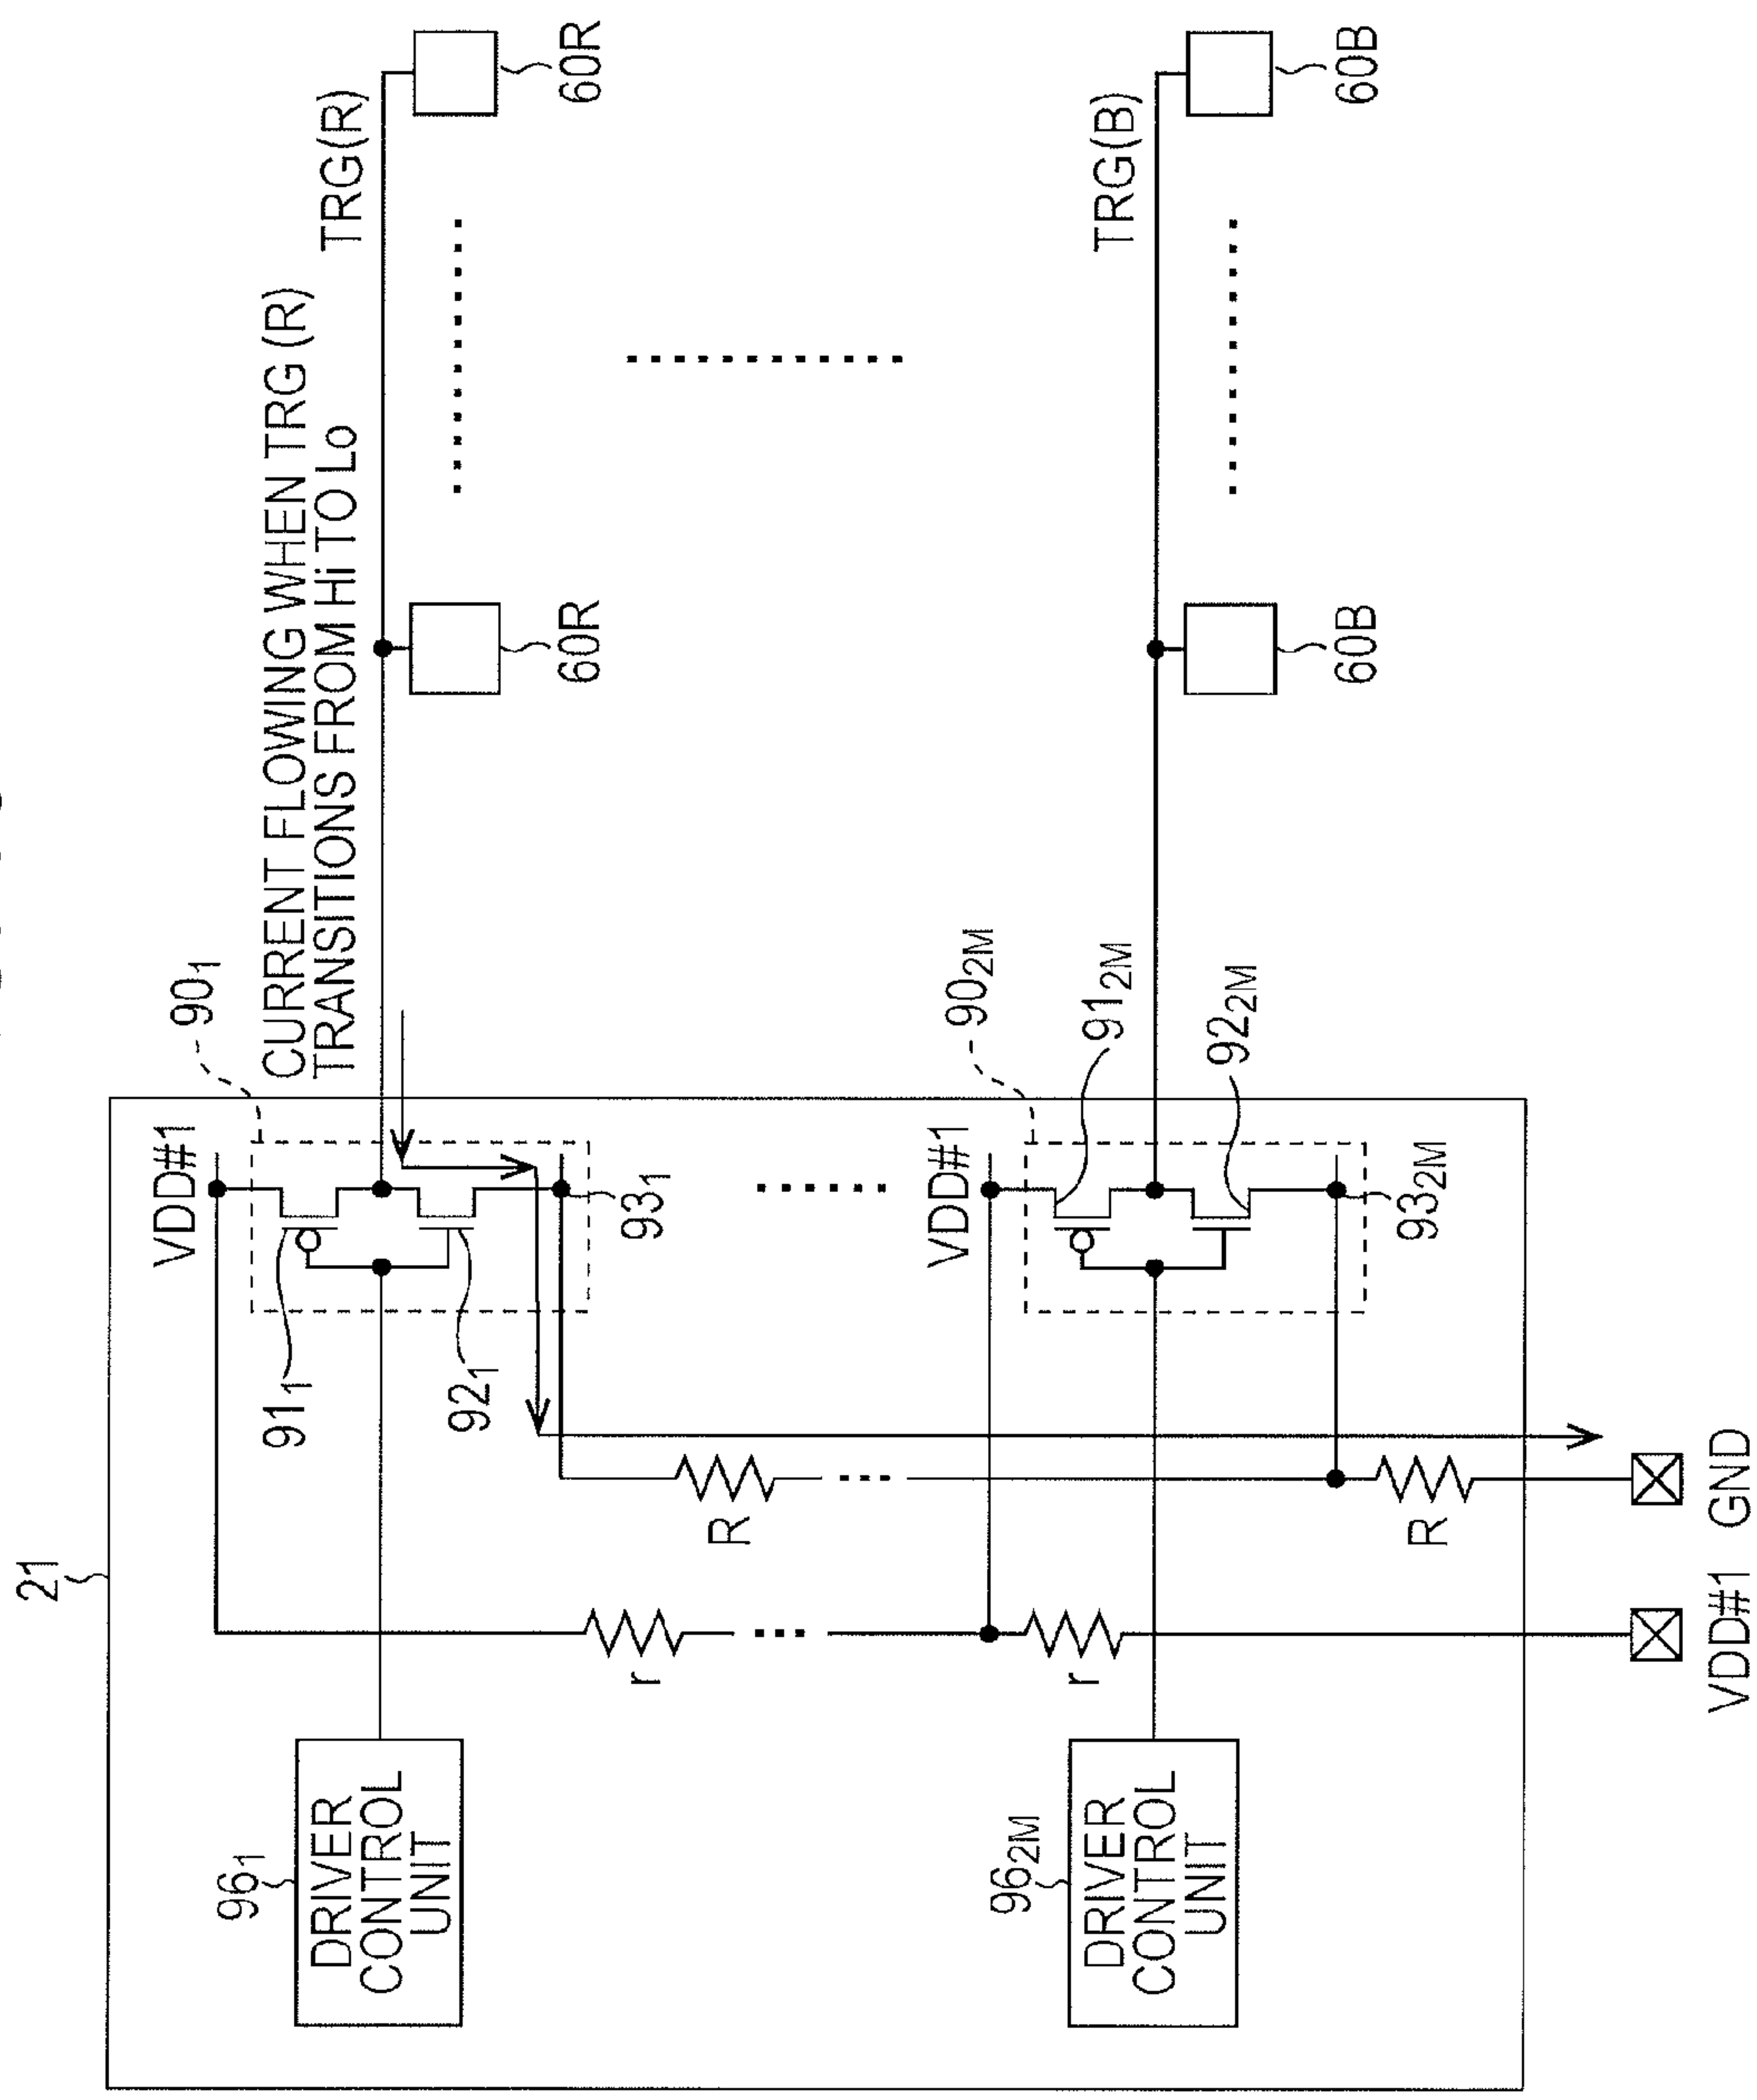 21
96₁
DRIVER
CONTROL
UNIT
91₁
92₁
VDD#1
90₁
93₁
CURRENT FLOWING WHEN TRG (R)
TRANSITIONS FROM Hi TO Lo
TRG(R)
60R
60R
r
R
96₂M
DRIVER
CONTROL
UNIT
VDD#1
90₂M
91₂M
92₂M
93₂M
TRG(B)
60B
60B
r
R
VDD#1
GND